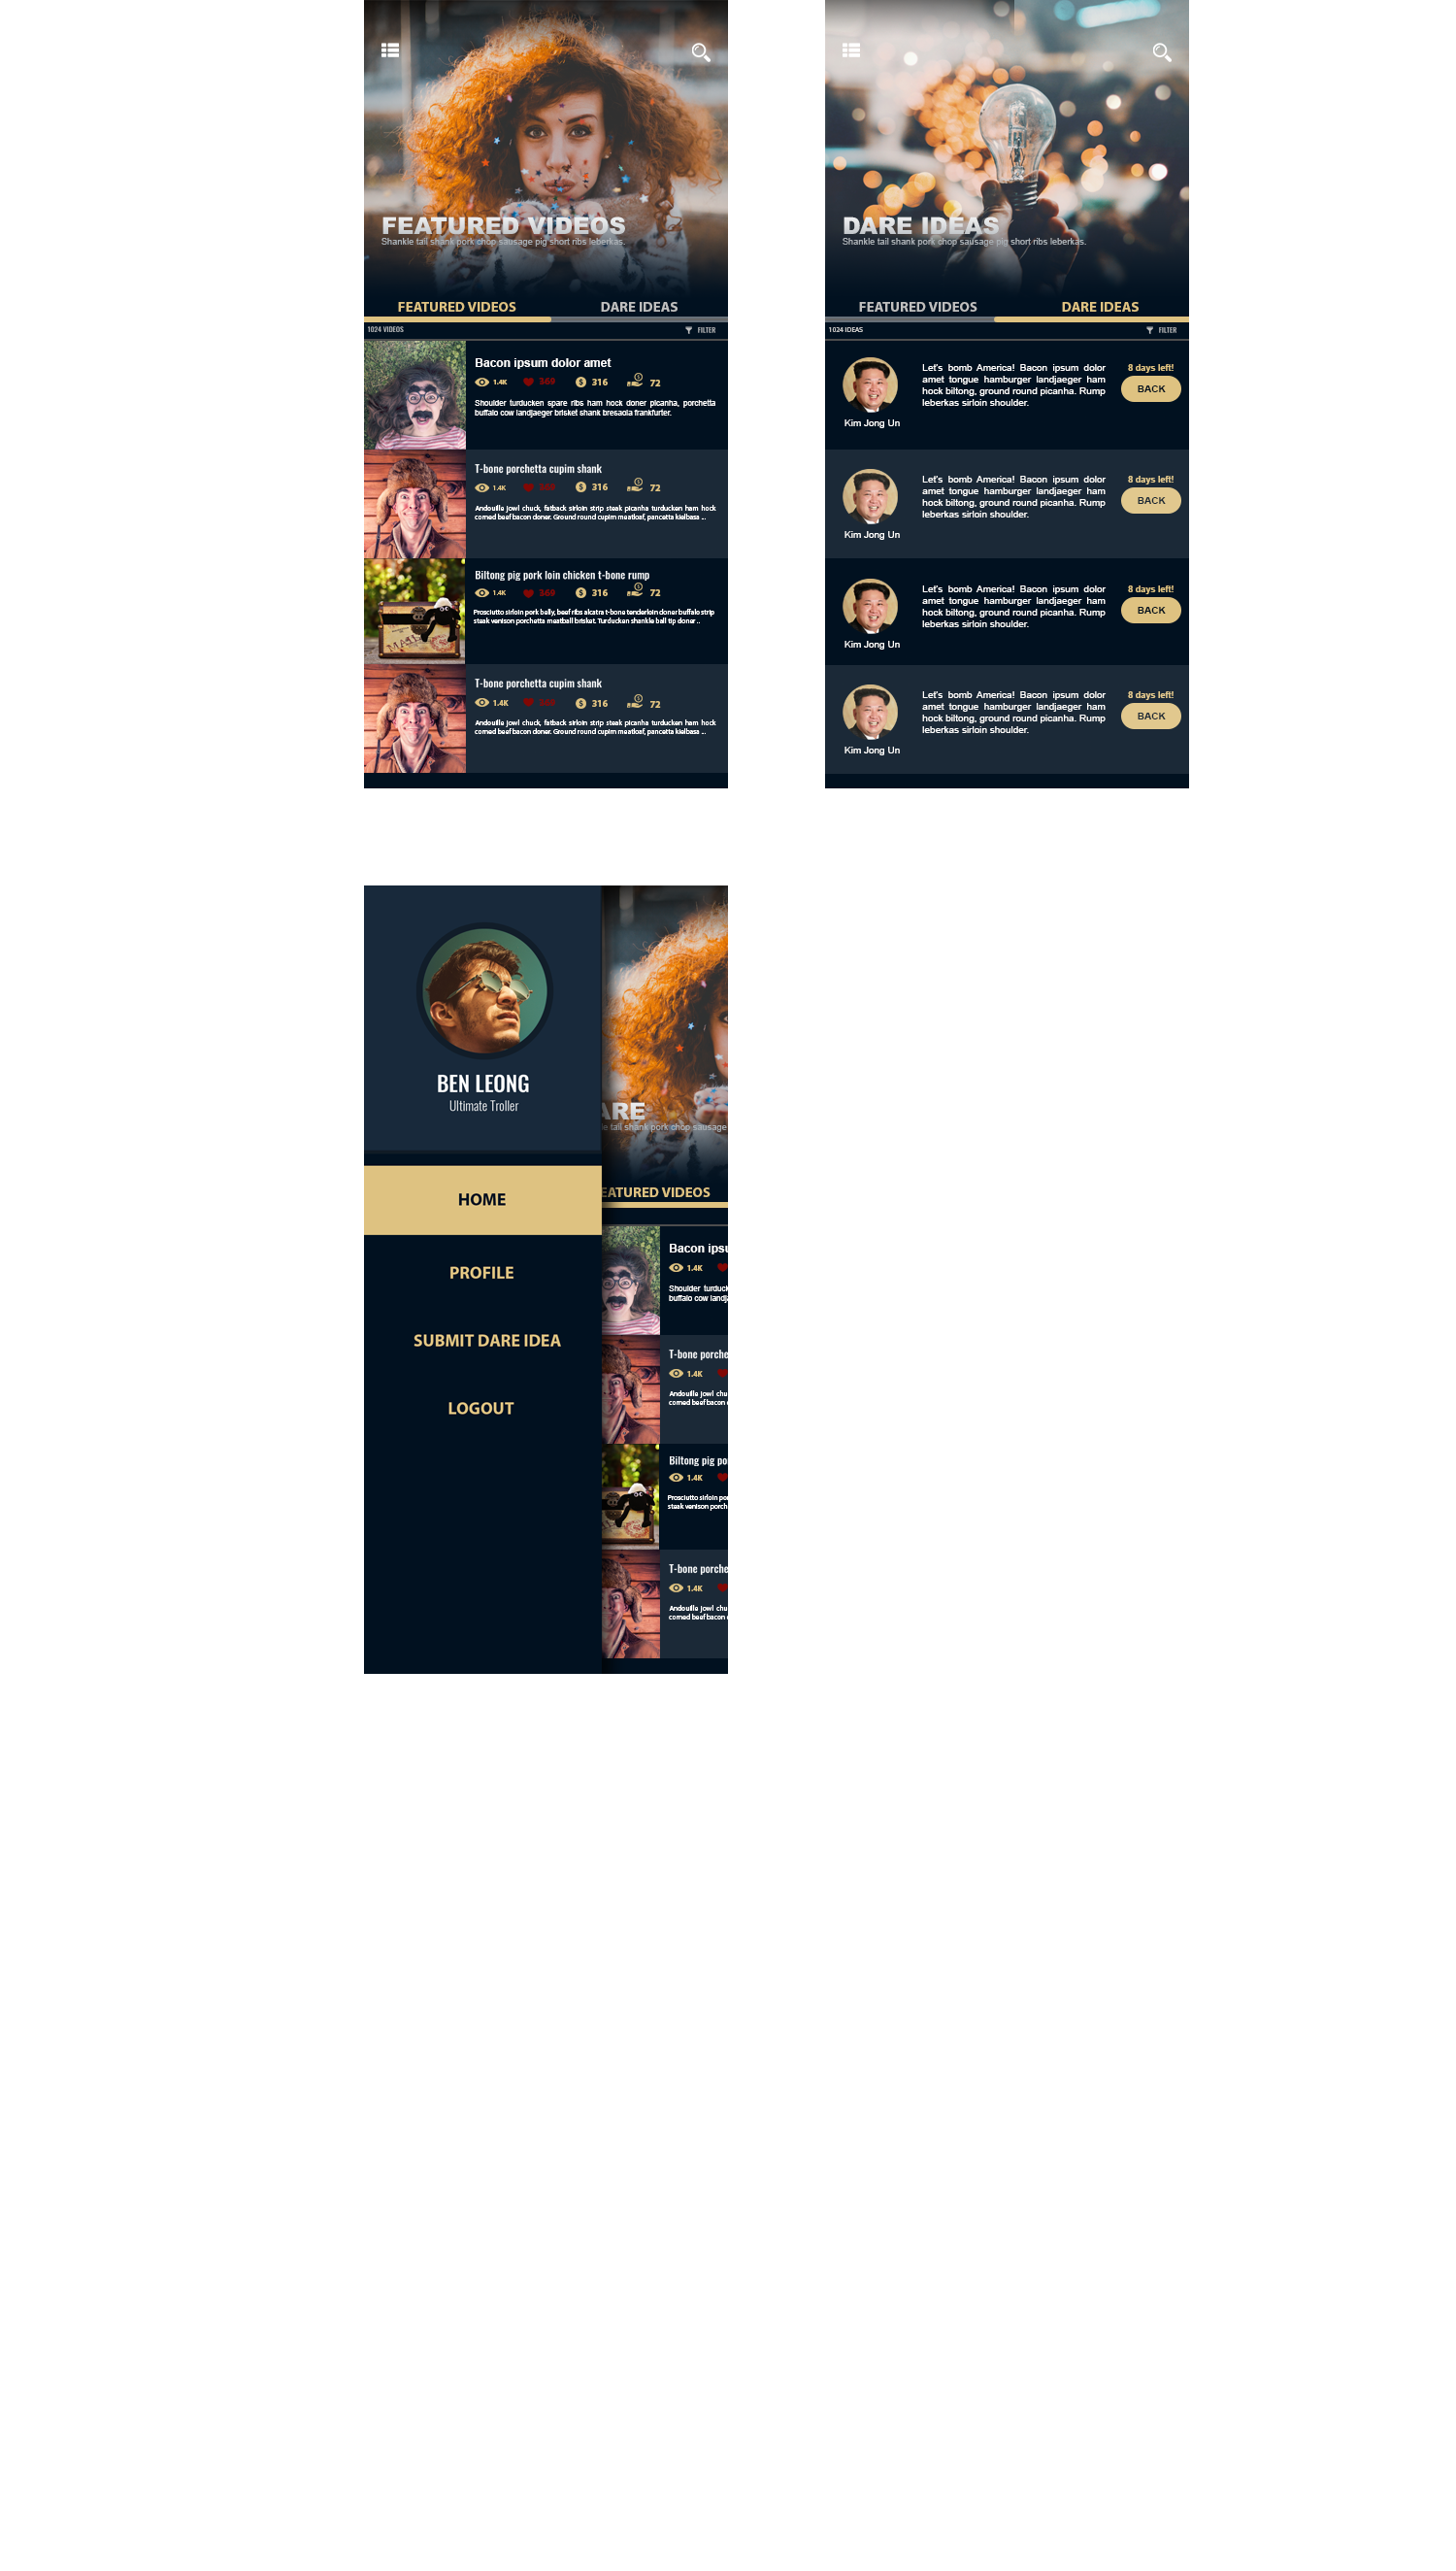 FEATURED VIDEOS
Shankle tail shank pork chop sausage pig short ribs leberkas.
FEATURED VIDEOS DARE IDEAS
1024 VIDEOS FILTER
Bacon ipsum dolor amet
1.4K 369 316 72
Shoulder turducken spare ribs ham hock doner picanha, porchetta
buffalo cow landjaeger brisket shank bresaola frankfurter.
T-bone porchetta cupim shank
1.4K 369 316 72
Andouille jowl chuck, fatback sirloin strip steak picanha turducken ham hock
corned beef bacon doner. Ground round cupim meatloaf, pancetta kielbasa ...
Biltong pig pork loin chicken t-bone rump
1.4K 369 316 72
Prosciutto sirloin pork belly, beef ribs alcatra t-bone tenderloin doner buffalo strip
steak venison porchetta meatball brisket. Turducken shankle ball tip doner ..
T-bone porchetta cupim shank
1.4K 316 72
Andouille jowl chuck, fatback sirloin strip steak picanha turducken ham hock
corned beef bacon doner. Ground round cupim meatloaf, pancetta kielbasa ...
DARE IDEAS
Shankle tail shank pork chop sausage pig short ribs leberkas.
FEATURED VIDEOS DARE IDEAS
1024 IDEAS FILTER
Let's bomb America! Bacon ipsum dolor
amet tongue hamburger landjaeger ham
hock biltong, ground round picanha. Rump
leberkas sirloin shoulder.
8 days left!
BACK
Kim Jong Un
Let's bomb America! Bacon ipsum dolor
amet tongue hamburger landjaeger ham
hock biltong, ground round picanha. Rump
leberkas sirloin shoulder.
8 days left!
BACK
Kim Jong Un
Let's bomb America! Bacon ipsum dolor
amet tongue hamburger landjaeger ham
hock biltong, ground round picanha. Rump
leberkas sirloin shoulder.
8 days left!
BACK
Kim Jong Un
Let's bomb America! Bacon ipsum dolor
amet tongue hamburger landjaeger ham
hock biltong, ground round picanha. Rump
leberkas sirloin shoulder.
8 days left!
BACK
Kim Jong Un
BEN LEONG
Ultimate Troller
HOME
PROFILE
SUBMIT DARE IDEA
LOGOUT
ARE
le tail shank pork chop sausage
EATURED VIDEOS
Bacon ipsu
1.4K
Shoulder turduck
buffalo cow landja
T-bone porche
1.4K
Andouille jowl chu
corned beef bacon
Biltong pig po
1.4K
Prosciutto sirloin por
steak venison porch
T-bone porche
1.4K
Andouille jowl chu
corned beef bacon